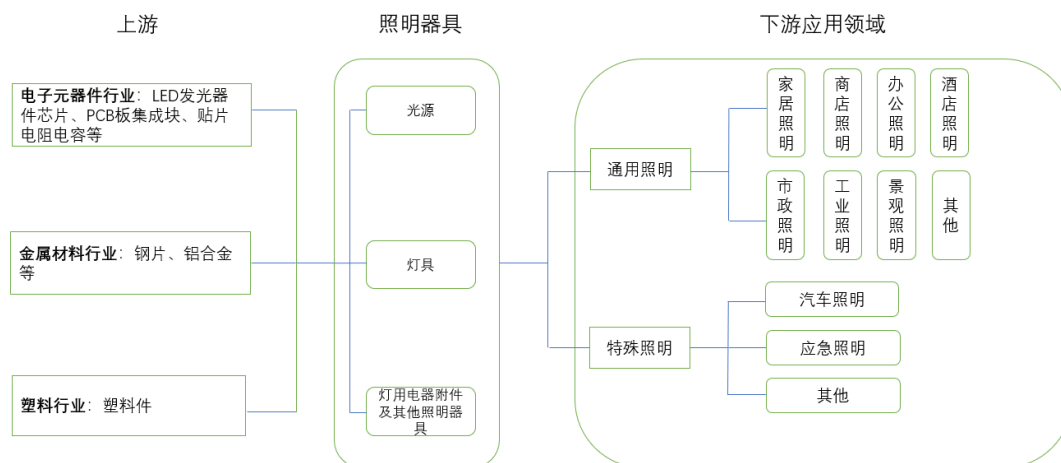 上游
照明器具
下游应用领域
电子元器件行业：LED发光器
件芯片、PCB板集成块、贴片
电阻电容等
金属材料行业：钢片、铝合金
等
塑料行业：塑料件
光源
灯具
灯用电器附件
及其他照明器
具
通用照明
家居照明
商店照明
办公照明
酒店照明
市政照明
工业照明
景观照明
其他
特殊照明
汽车照明
应急照明
其他